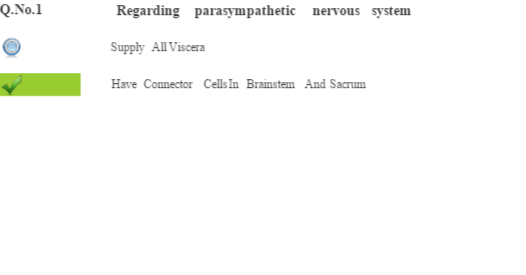 Q.No.1 Regarding parasympathetic nervous system
Supply All Viscera
Have Connector CellsIn Brainstem And Sacrum